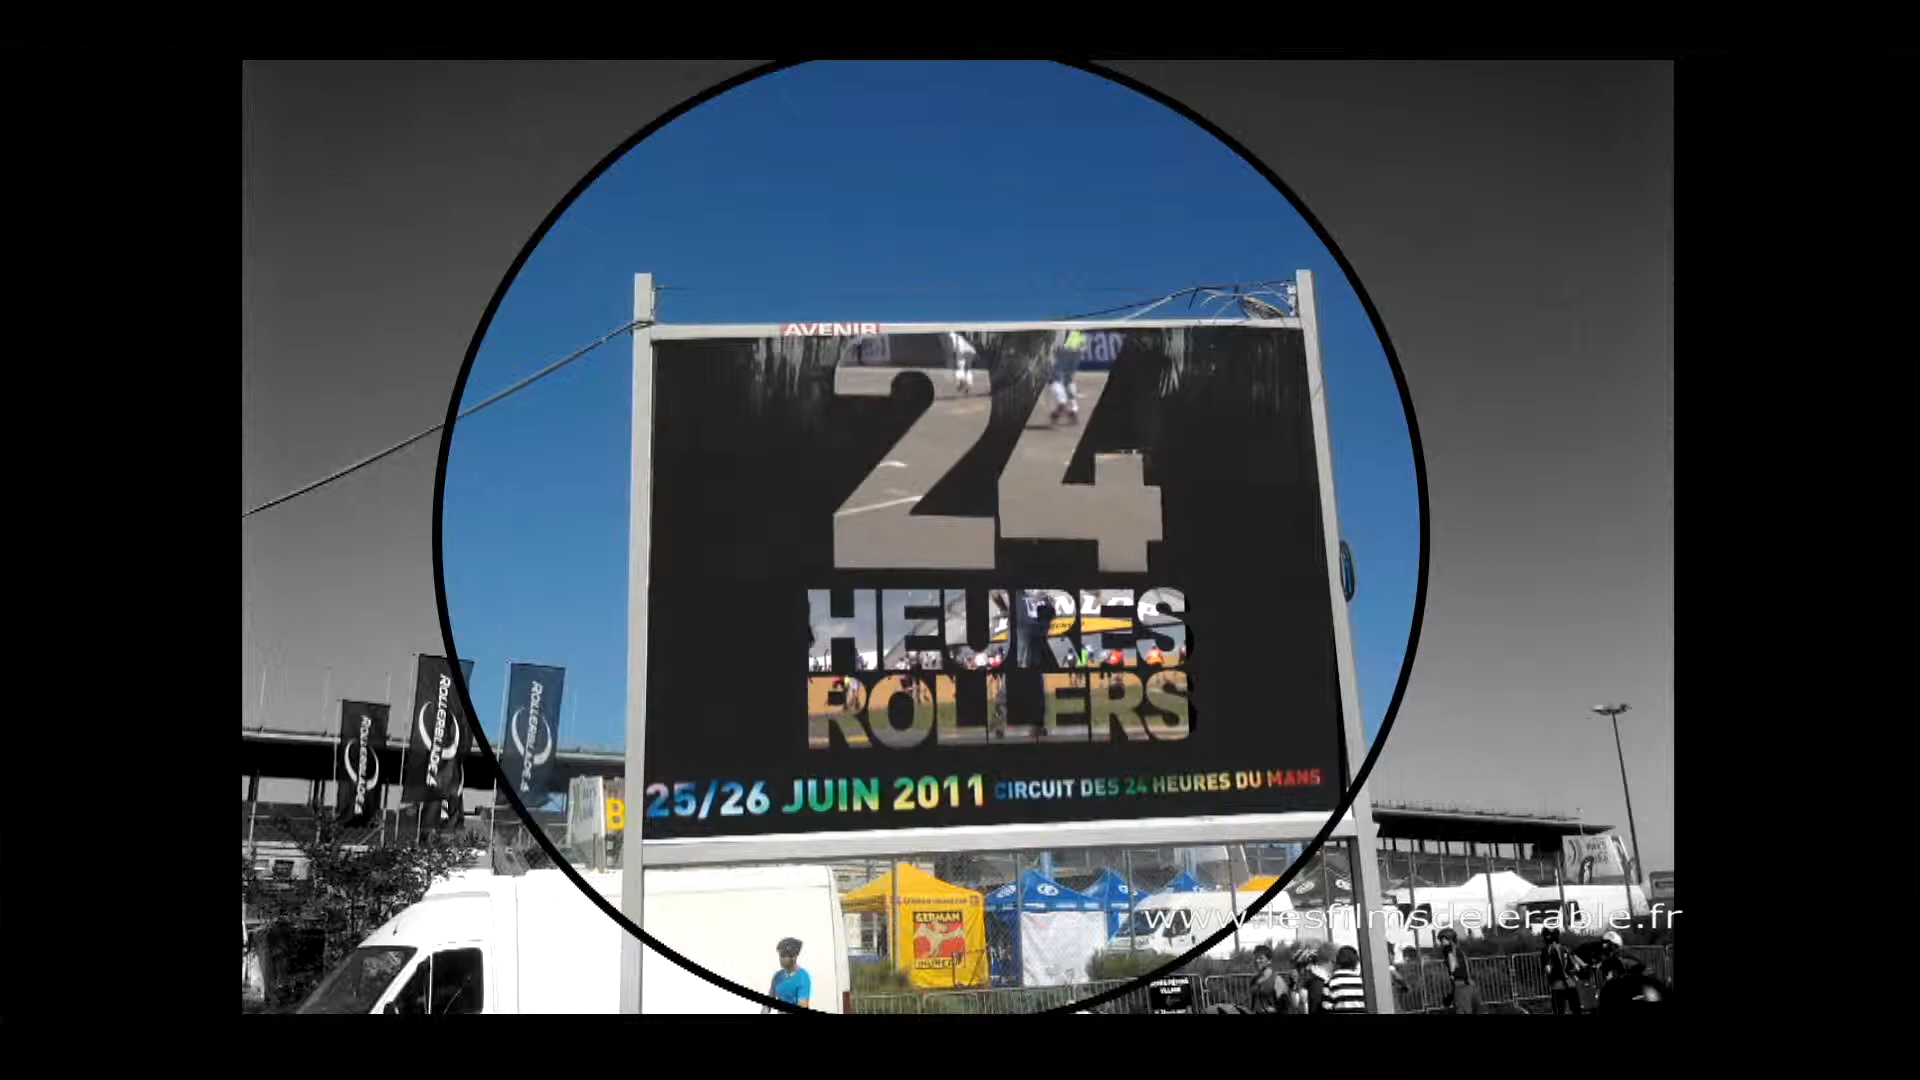 AVENIR
24
HEURES
ROLLERS
25/26 JUIN 2011 CIRCUIT DES 24 HEURES DU MANS
ROLLERBLADE
ROLLERBLADE
ROLLERBLADE
GERMAN
www.lesfilmsdelerable.fr